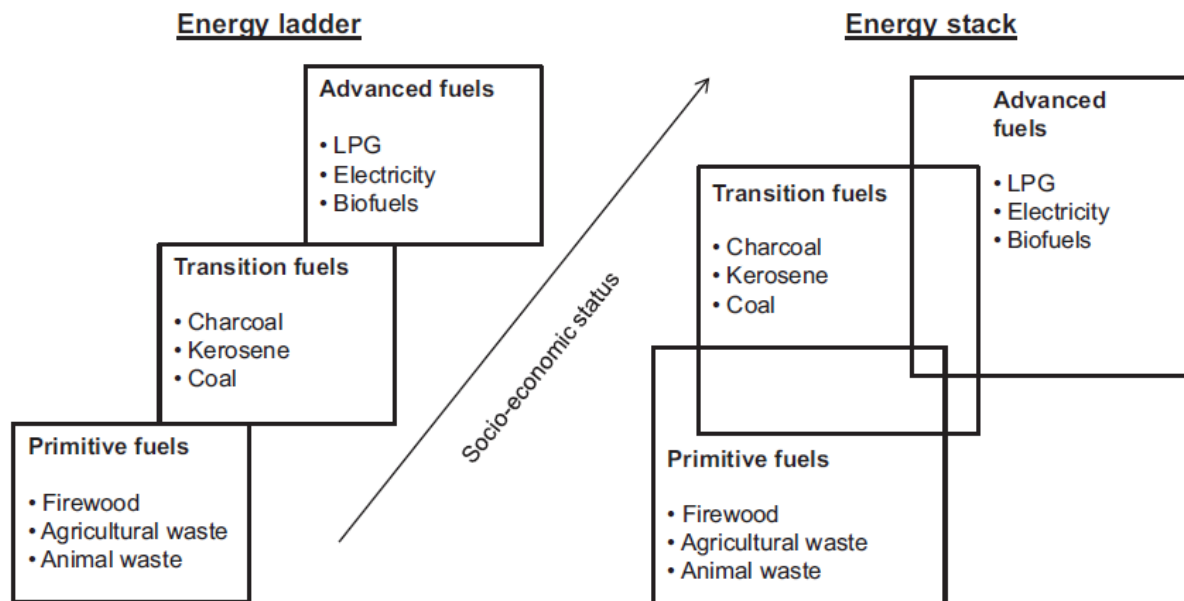 Energy ladder
Advanced fuels
• LPG
• Electricity
• Biofuels
Transition fuels
• Charcoal
• Kerosene
• Coal
Primitive fuels
• Firewood
• Agricultural waste
• Animal waste
Socio-economic status
Energy stack
Advanced
fuels
• LPG
• Electricity
• Biofuels
Transition fuels
• Charcoal
• Kerosene
• Coal
Primitive fuels
• Firewood
• Agricultural waste
• Animal waste